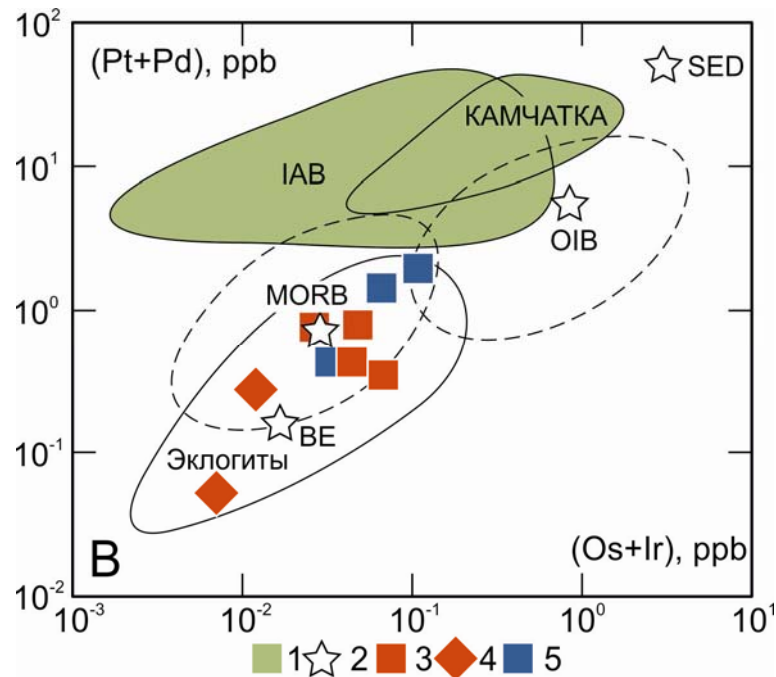 10²
(Pt+Pd), ppb
SED
КАМЧАТКА
IAB
10¹
OIB
MORB
10⁰
BE
Эклогиты
10⁻¹
B
(Os+Ir), ppb
10⁻²
10⁻³ 10⁻² 10⁻¹ 10⁰ 10¹
1 2 3 4 5